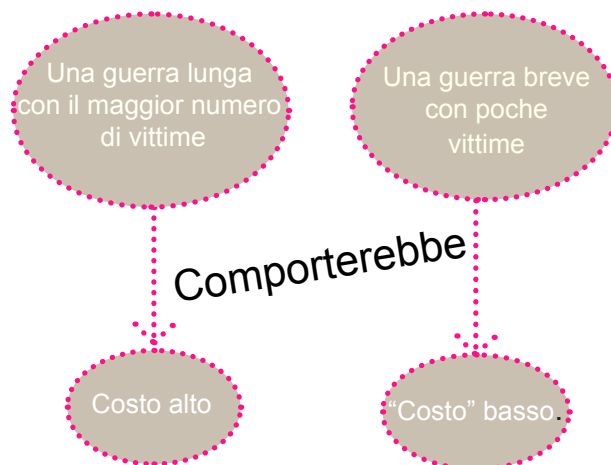 Una guerra lunga
con il maggior numero
di vittime
Una guerra breve
con poche
vittime
Comporterebbe
Costo alto
“Costo” basso.